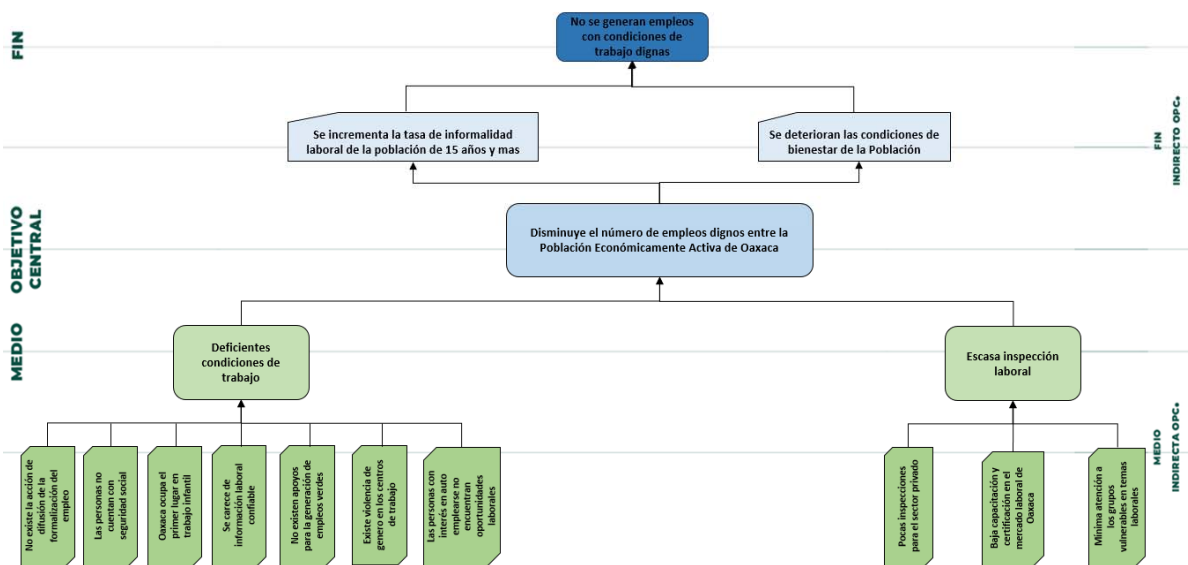 FIN
No se generan empleos
con condiciones de
trabajo dignas
FIN
INDIRECTO OPC.
Se incrementa la tasa de informalidad
laboral de la población de 15 años y mas
Se deterioran las condiciones de
bienestar de la Población
OBJETIVO
CENTRAL
Disminuye el número de empleos dignos entre la
Población Económicamente Activa de Oaxaca
MEDIO
Deficientes
condiciones de
trabajo
Escasa inspección
laboral
MEDIO
INDIRECTA OPC.
No existe la acción de
difusión de la
formalización del
empleo
Las personas no
cuentan con
seguridad social
Oaxaca ocupa el
primer lugar en
trabajo infantil
Se carece de
información laboral
confiable
No existen apoyos
para la generación de
empleos verdes
Existe violencia de
genero en los centros
de trabajo
Las personas con
interés en auto
emplearse no
encuentran
oportunidades
laborales
Pocas inspecciones
para el sector privado
Baja capacitación y
certificación en el
mercado laboral de
Oaxaca
Mínima atención a
los grupos
vulnerables en temas
laborales